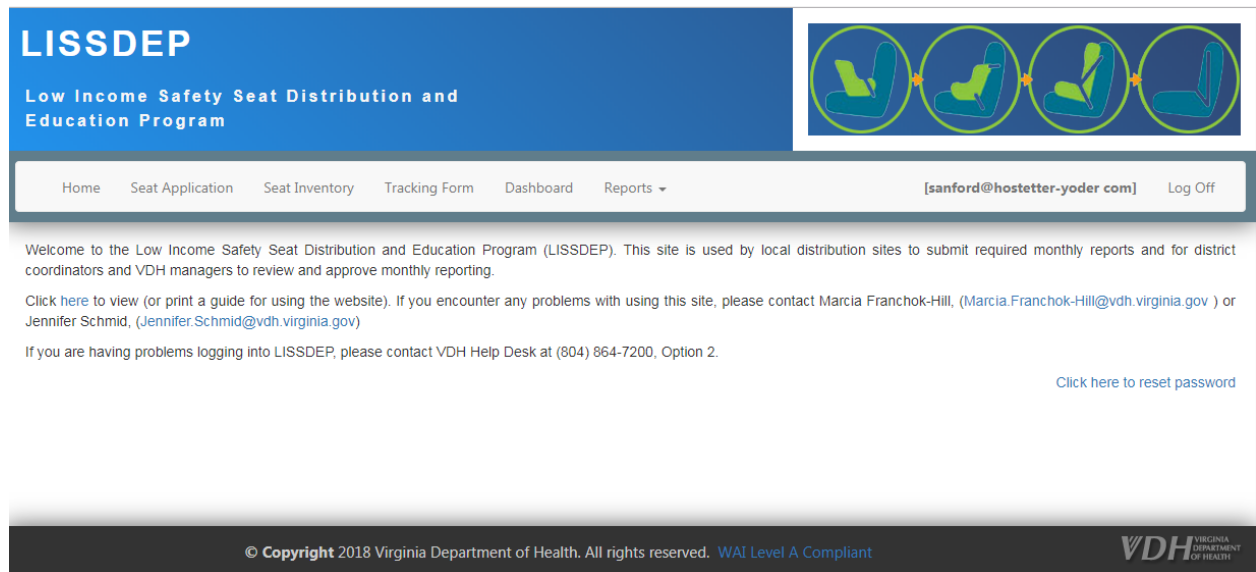 LISSDEP
Low Income Safety Seat Distribution and
Education Program
Home Seat Application Seat Inventory Tracking Form Dashboard Reports [sanford@hostetter-yoder com] Log Off
Welcome to the Low Income Safety Seat Distribution and Education Program (LISSDEP). This site is used by local distribution sites to submit required monthly reports and for district
coordinators and VDH managers to review and approve monthly reporting.
Click here to view (or print a guide for using the website). If you encounter any problems with using this site, please contact Marcia Franchok-Hill, (Marcia.Franchok-Hill@vdh.virginia.gov ) or
Jennifer Schmid, (Jennifer.Schmid@vdh.virginia.gov)
If you are having problems logging into LISSDEP, please contact VDH Help Desk at (804) 864-7200, Option 2.
Click here to reset password
© Copyright 2018 Virginia Department of Health. All rights reserved. WAI Level A Compliant
VDH VIRGINIA
DEPARTMENT
OF HEALTH